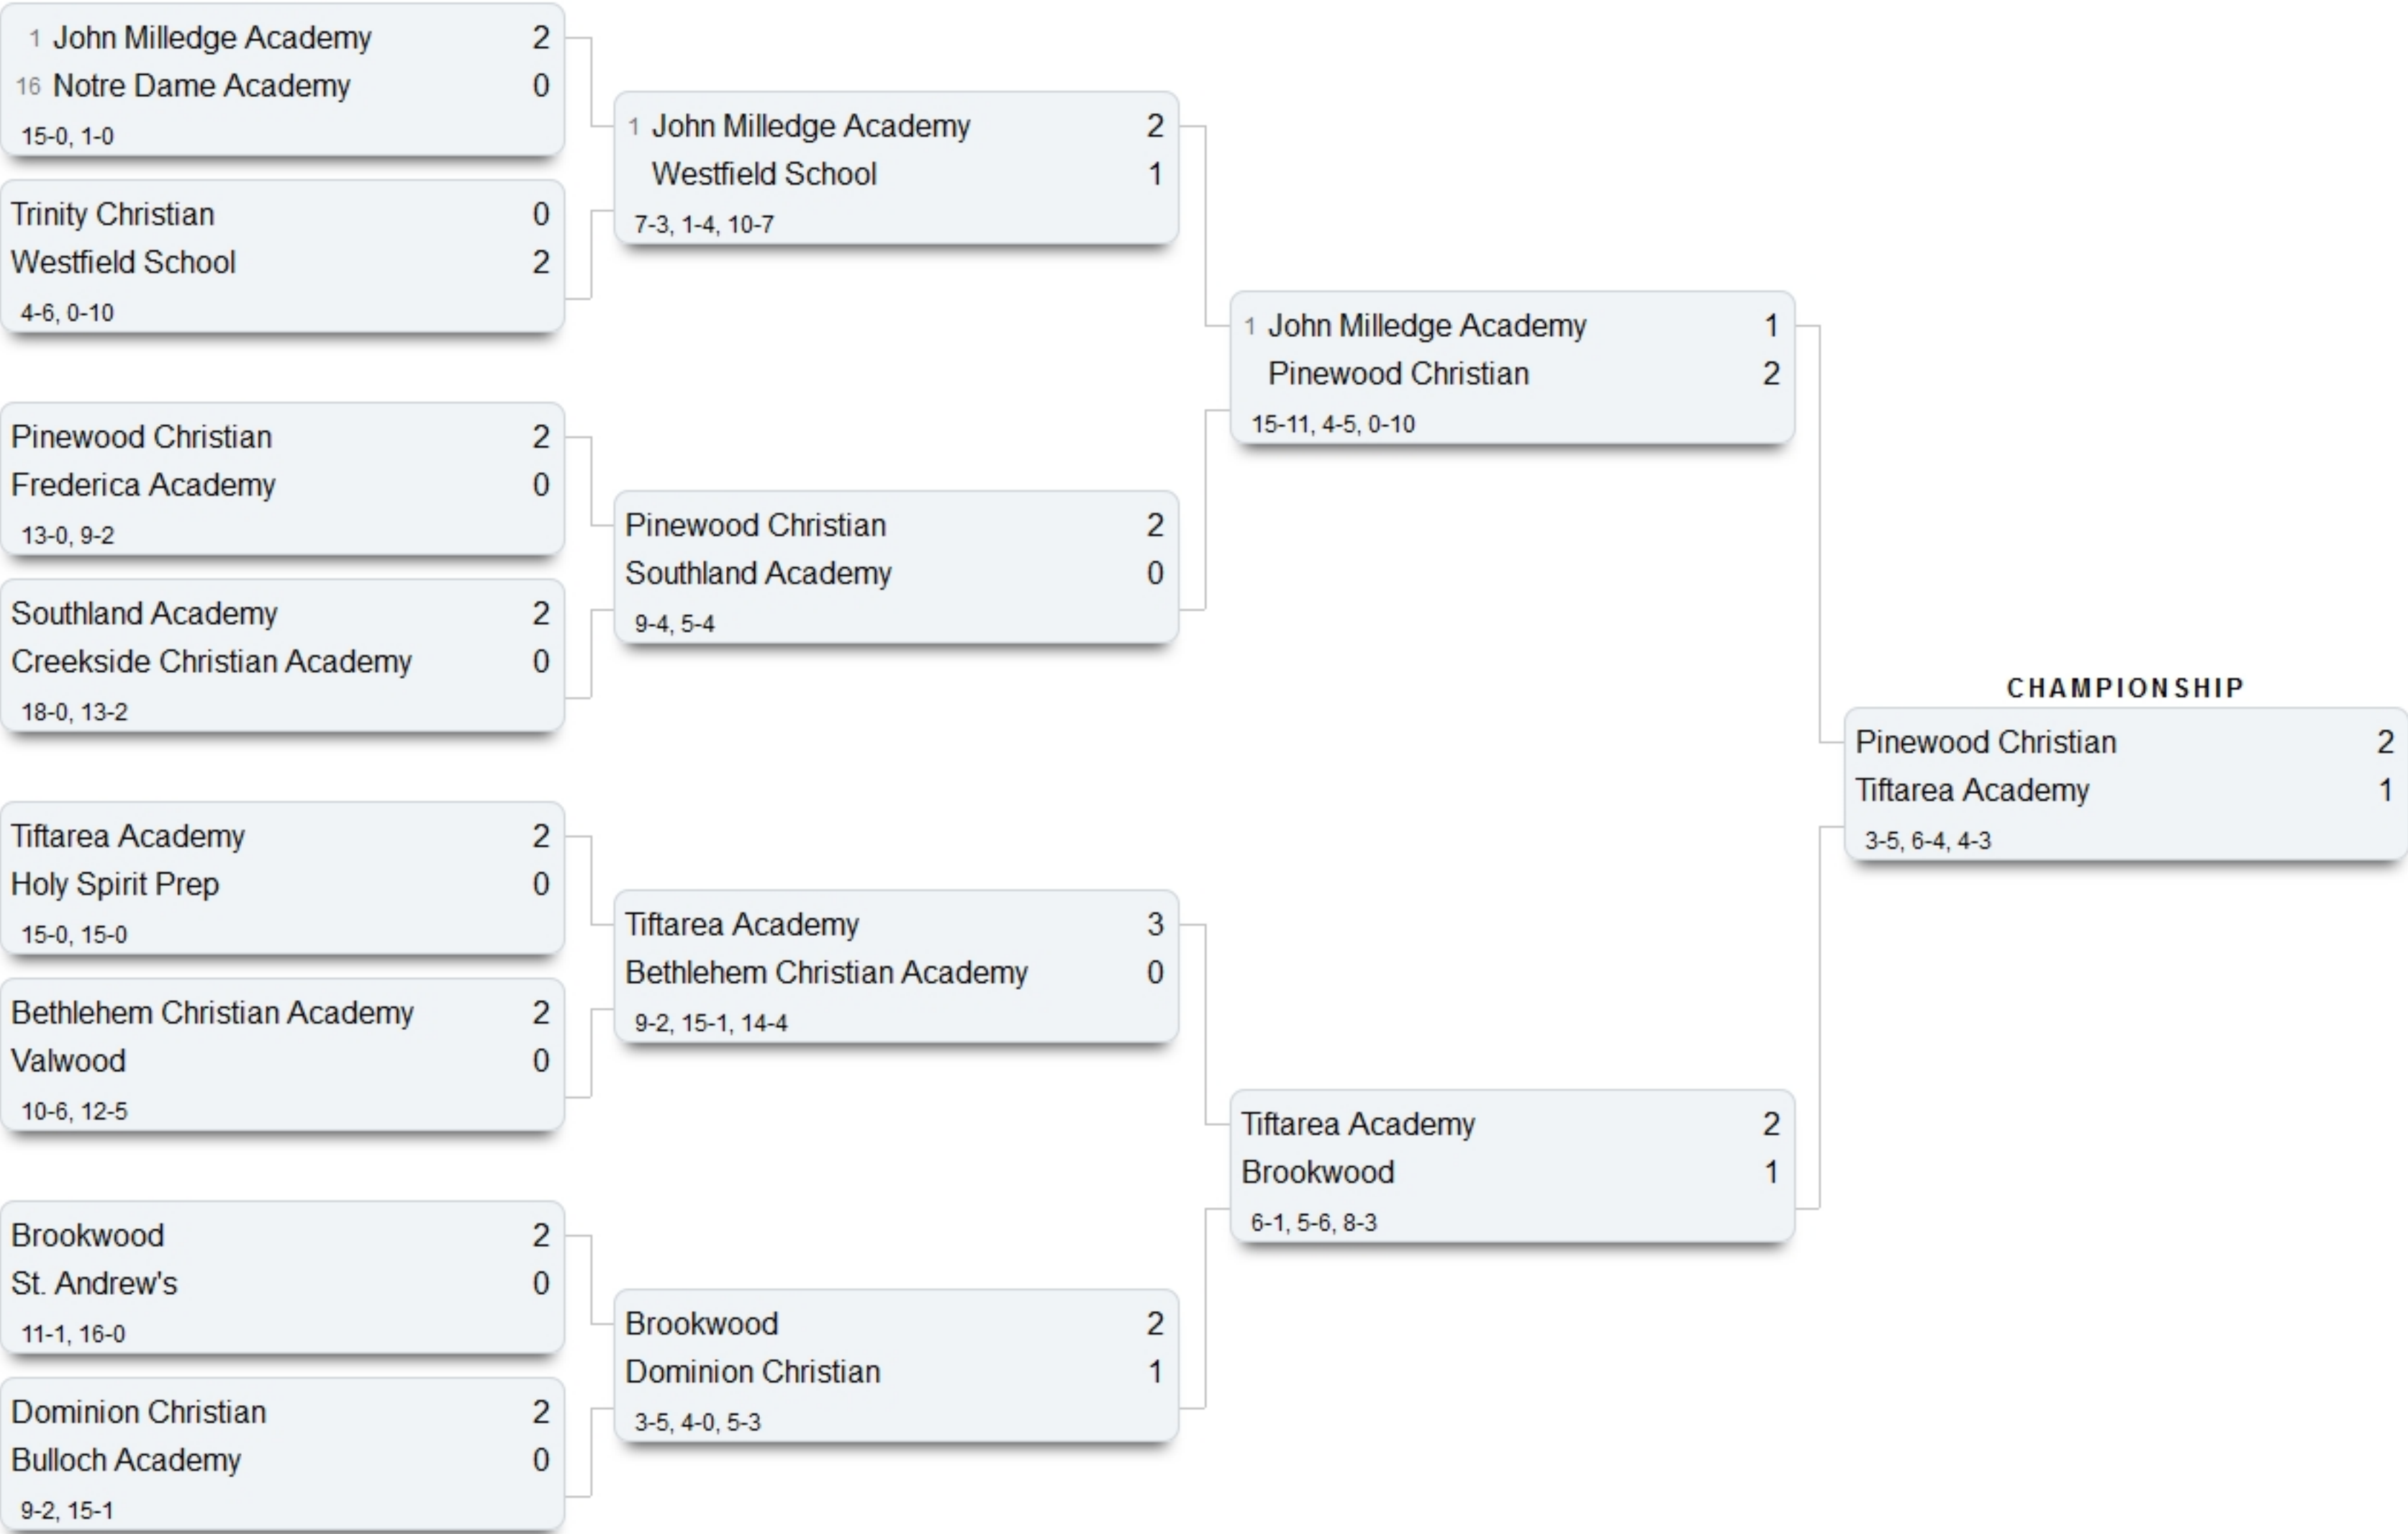 1 John Milledge Academy 2
16 Notre Dame Academy 0
15-0, 1-0
Trinity Christian 0
Westfield School 2
4-6, 0-10
Pinewood Christian 2
Frederica Academy 0
13-0, 9-2
Southland Academy 2
Creekside Christian Academy 0
18-0, 13-2
Tiftarea Academy 2
Holy Spirit Prep 0
15-0, 15-0
Bethlehem Christian Academy 2
Valwood 0
10-6, 12-5
Brookwood 2
St. Andrew's 0
11-1, 16-0
Dominion Christian 2
Bulloch Academy 0
9-2, 15-1
1 John Milledge Academy 2
Westfield School 1
7-3, 1-4, 10-7
Pinewood Christian 2
Southland Academy 0
9-4, 5-4
Tiftarea Academy 3
Bethlehem Christian Academy 0
9-2, 15-1, 14-4
Brookwood 2
Dominion Christian 1
3-5, 4-0, 5-3
1 John Milledge Academy 1
Pinewood Christian 2
15-11, 4-5, 0-10
Tiftarea Academy 2
Brookwood 1
6-1, 5-6, 8-3
CHAMPIONSHIP
Pinewood Christian 2
Tiftarea Academy 1
3-5, 6-4, 4-3